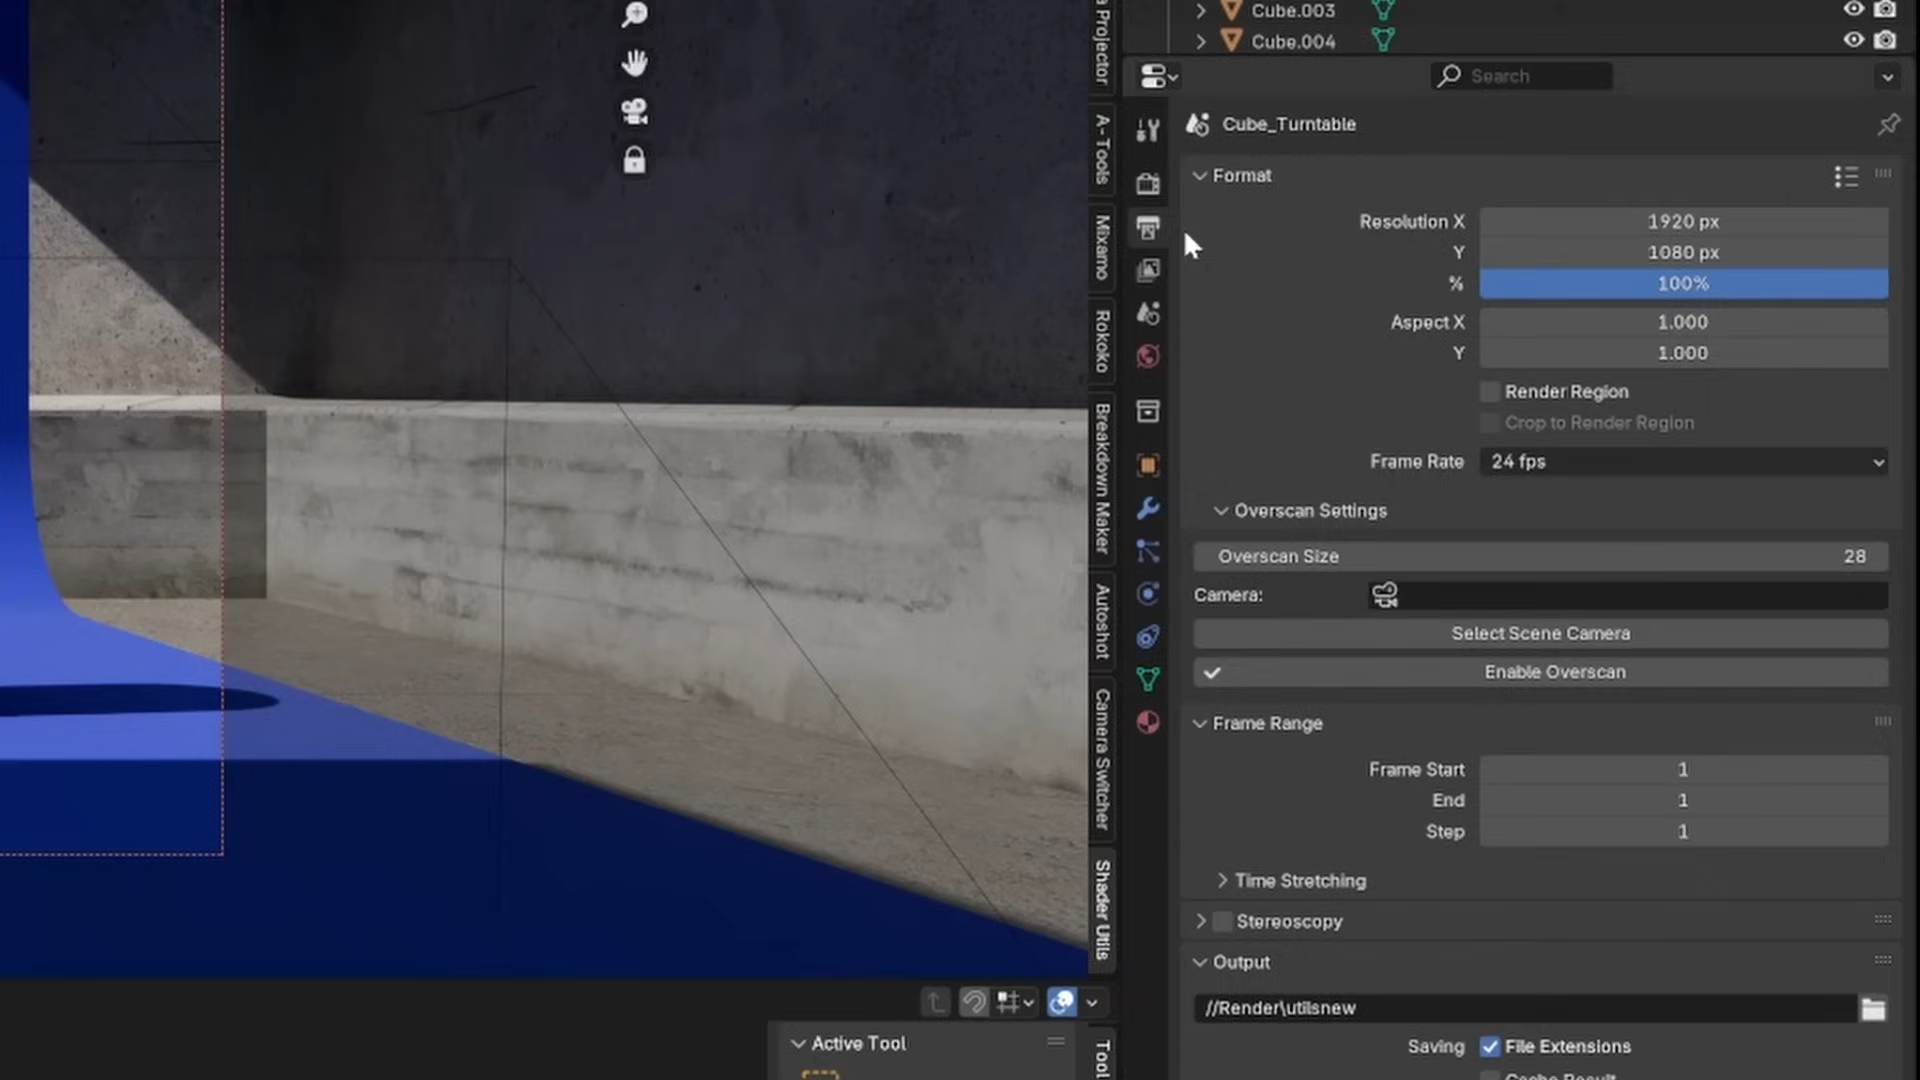 Cube.003
Cube.004
Search
Cube_Turntable
Format
Resolution X 1920 px
Y 1080 px
% 100%
Aspect X 1.000
Y 1.000
Render Region
Crop to Render Region
Frame Rate 24 fps
Overscan Settings
Overscan Size 28
Camera:
Select Scene Camera
Enable Overscan
Frame Range
Frame Start 1
End 1
Step 1
Time Stretching
Stereoscopy
Output
//Render\utilsnew
Saving File Extensions
Cache Result
a Projector
A- Tools
Mixamo
Rokoko
Breakdown Maker
Autoshot
Camera Switcher
Shader Utils
Active Tool
Tool